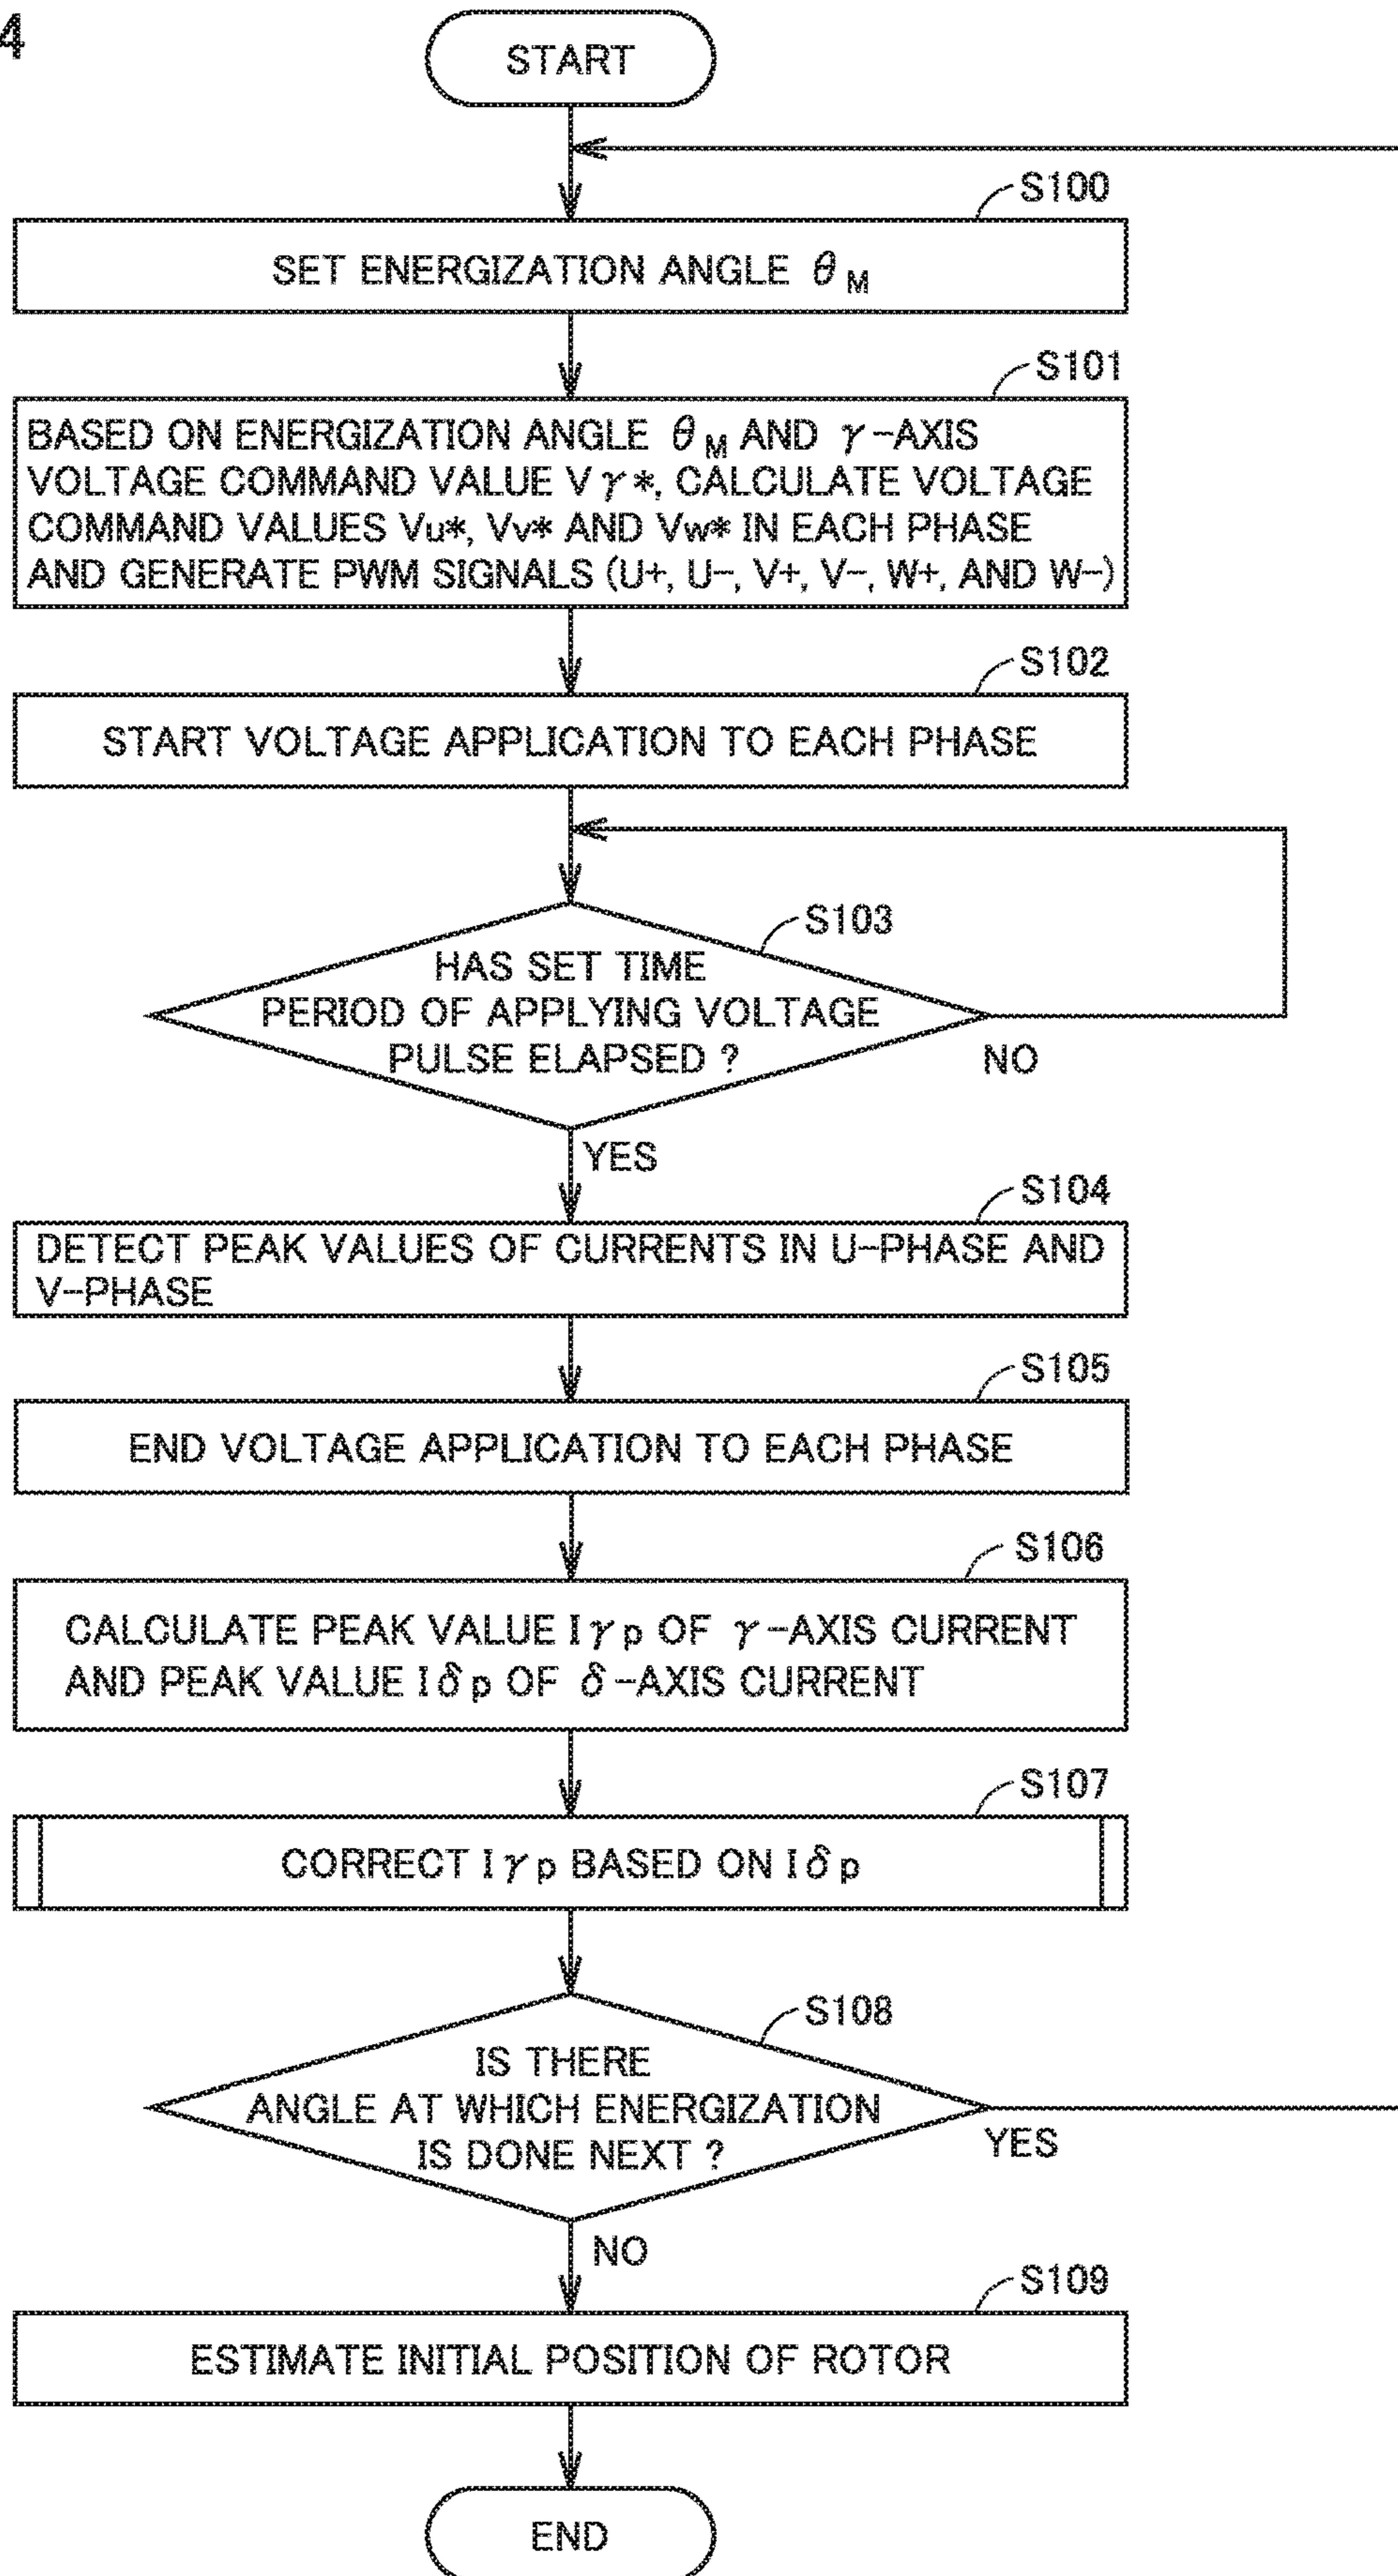 4
START
S100
SET ENERGIZATION ANGLE θM
S101
BASED ON ENERGIZATION ANGLE θM AND γ-AXIS
VOLTAGE COMMAND VALUE Vγ*, CALCULATE VOLTAGE
COMMAND VALUES Vu*, Vv* AND Vw* IN EACH PHASE
AND GENERATE PWM SIGNALS (U+, U-, V+, V-, W+, AND W-)
S102
START VOLTAGE APPLICATION TO EACH PHASE
S103
HAS SET TIME
PERIOD OF APPLYING VOLTAGE
PULSE ELAPSED ?
NO
YES
S104
DETECT PEAK VALUES OF CURRENTS IN U-PHASE AND
V-PHASE
S105
END VOLTAGE APPLICATION TO EACH PHASE
S106
CALCULATE PEAK VALUE Iγp OF γ-AXIS CURRENT
AND PEAK VALUE Iδp OF δ-AXIS CURRENT
S107
CORRECT Iγp BASED ON Iδp
S108
IS THERE
ANGLE AT WHICH ENERGIZATION
IS DONE NEXT ?
YES
NO
S109
ESTIMATE INITIAL POSITION OF ROTOR
END